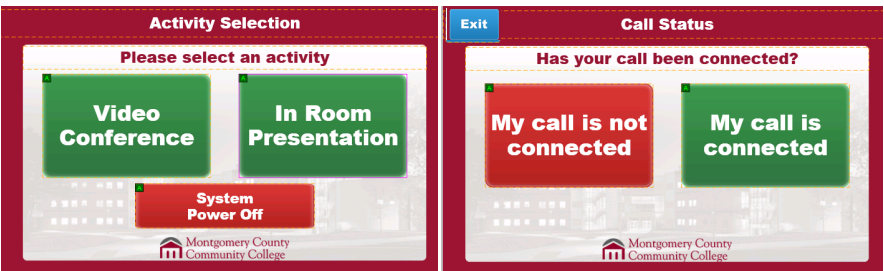 Activity Selection
Please select an activity
A
A
Video
Conference
In Room
Presentation
A
System
Power Off
Montgomery County
Community College
Exit
Call Status
Has your call been connected?
A
A
My call is not
connected
My call is
connected
Montgomery County
Community College